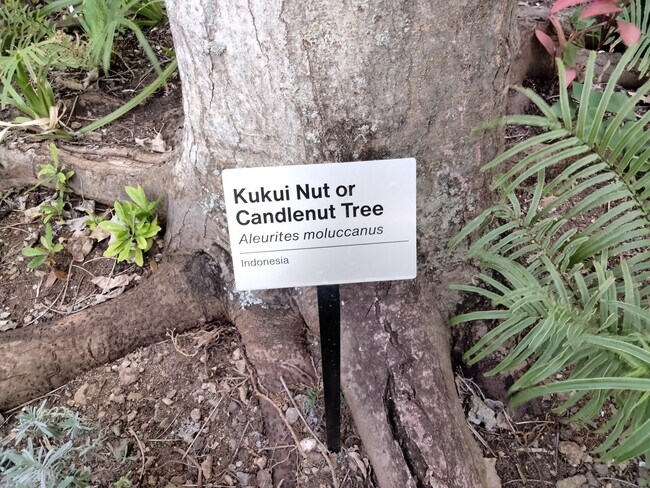 Kukui Nut or
Candlenut Tree
Aleurites moluccanus
Indonesia